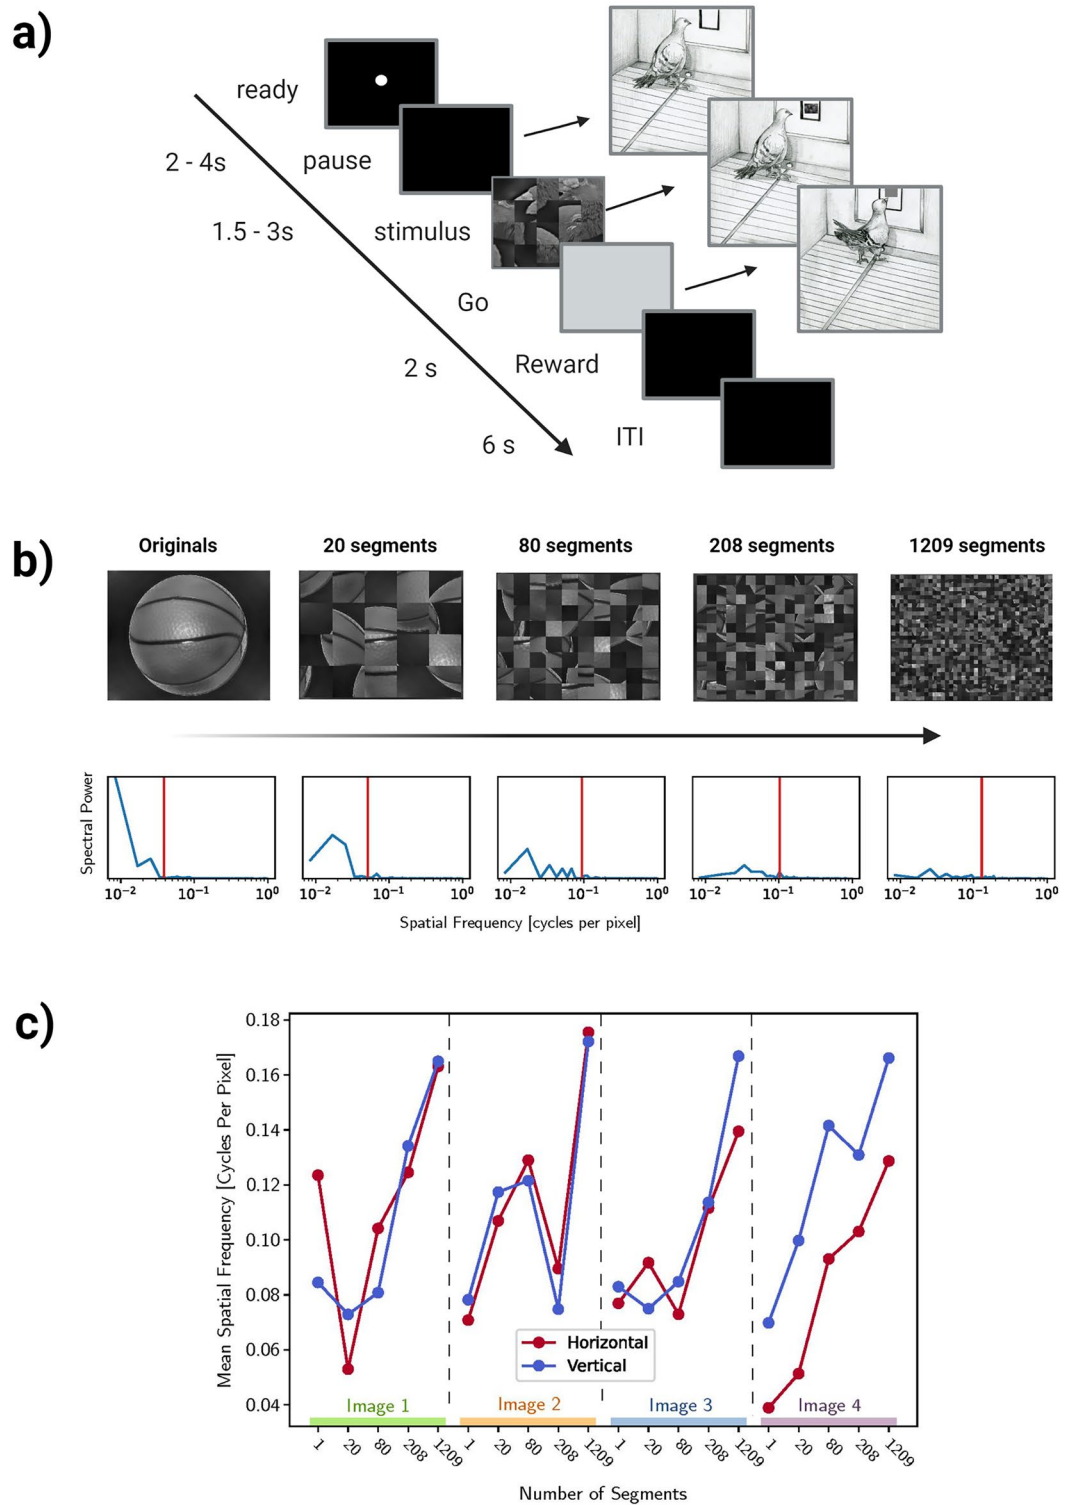 a)
ready
2 - 4s
pause
1.5 - 3s
stimulus
Go
2 s
Reward
6 s
ITI
b)
Originals
20 segments
80 segments
208 segments
1209 segments
Spectral Power
10⁻² 10⁻¹ 10⁰
10⁻² 10⁻¹ 10⁰
10⁻² 10⁻¹ 10⁰
10⁻² 10⁻¹ 10⁰
10⁻² 10⁻¹ 10⁰
Spatial Frequency [cycles per pixel]
c)
Mean Spatial Frequency [Cycles Per Pixel]
0.18
0.16
0.14
0.12
0.10
0.08
0.06
0.04
Horizontal
Vertical
Image 1
Image 2
Image 3
Image 4
1 20 80 208 1209
1 20 80 208 1209
1 20 80 208 1209
1 20 80 208 1209
Number of Segments